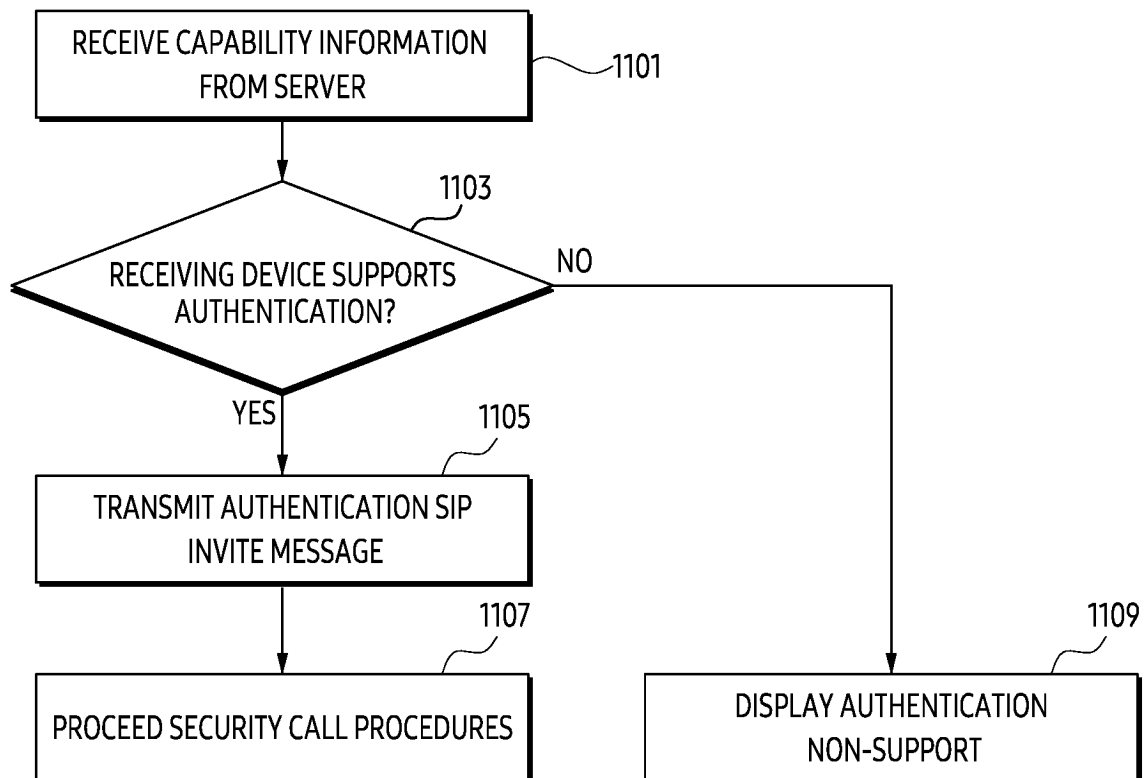 RECEIVE CAPABILITY INFORMATION
FROM SERVER
1101
1103
RECEIVING DEVICE SUPPORTS
AUTHENTICATION?
NO
YES
1105
TRANSMIT AUTHENTICATION SIP
INVITE MESSAGE
1107
PROCEED SECURITY CALL PROCEDURES
1109
DISPLAY AUTHENTICATION
NON-SUPPORT